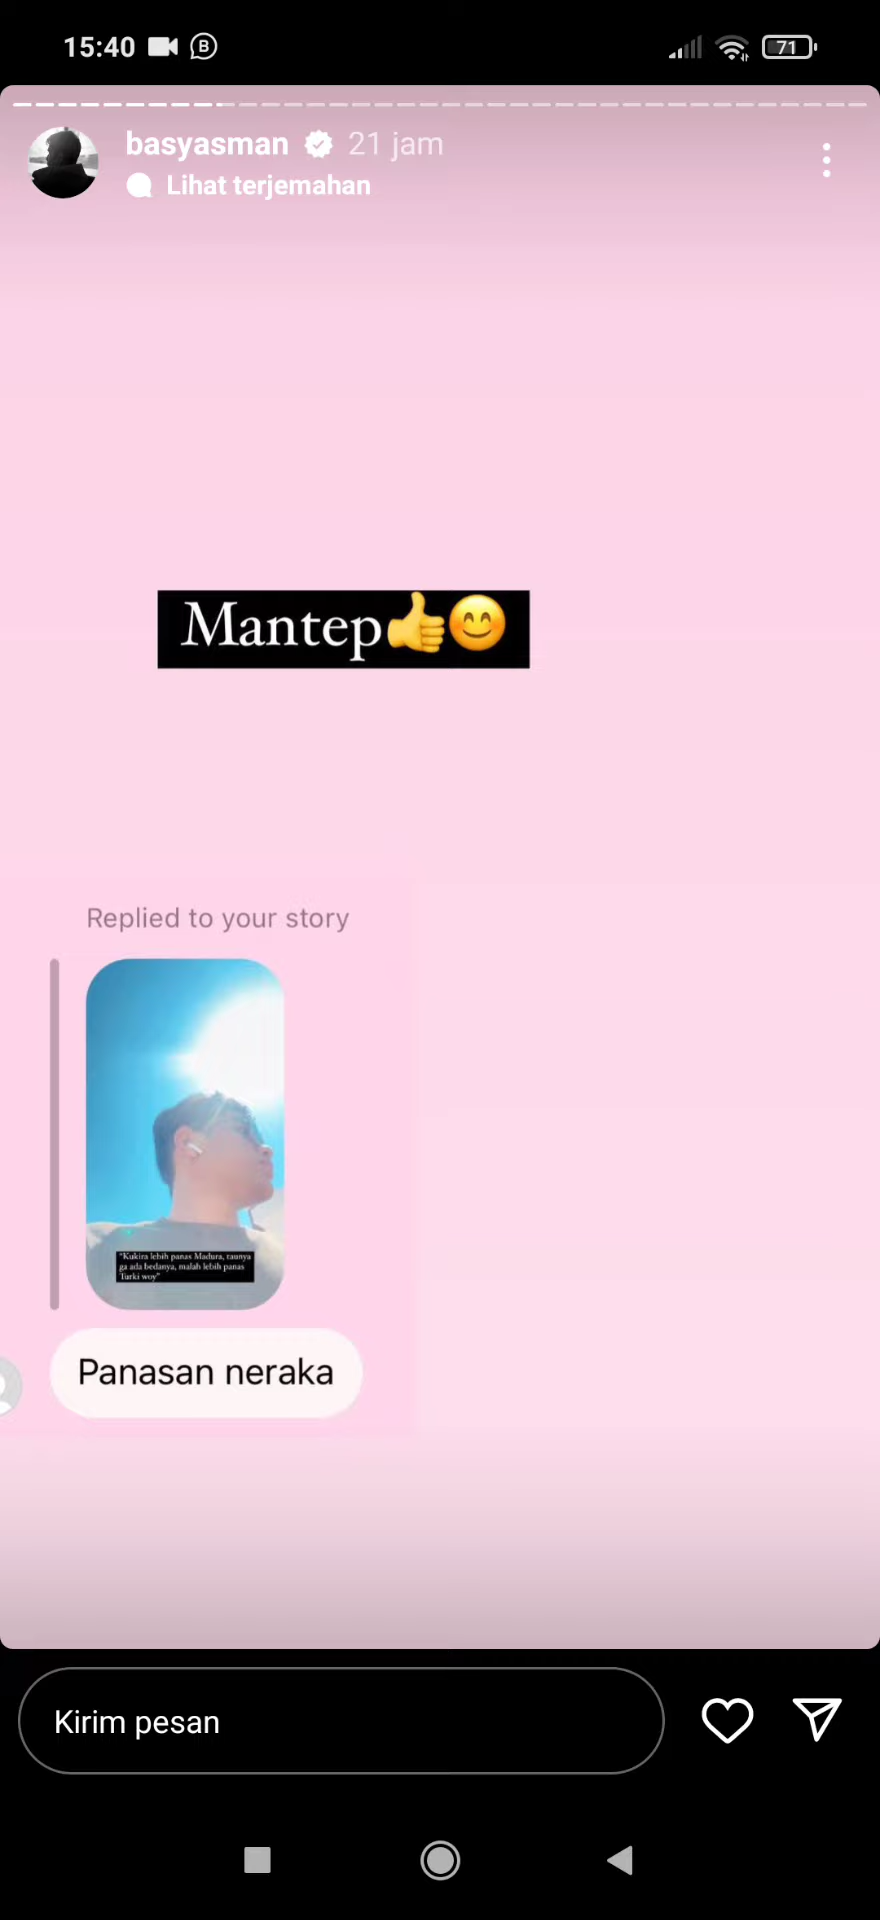 15:40
71
basyasman 21 jam
Lihat terjemahan
Mantep👍😊
Replied to your story
"Kukira lebih panas Madura, taunya
ga ada bedanya, malah lebih panas
Turki woy"
Panasan neraka
Kirim pesan